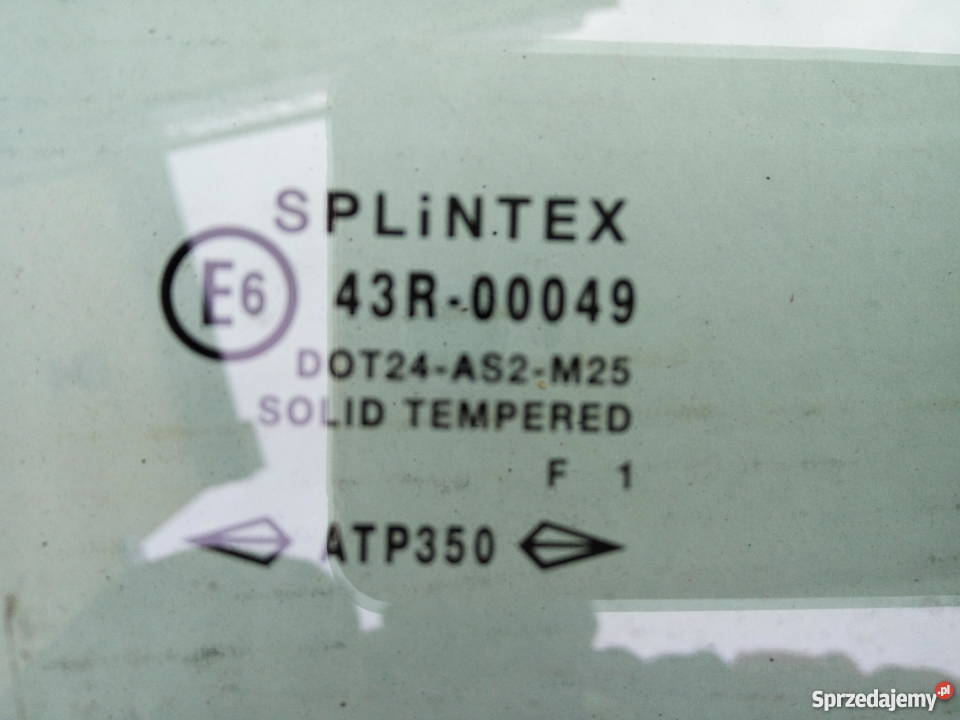 SPLiNTEX
E6 43R-00049
DOT24-AS2-M25
SOLID TEMPERED
F 1
ATP350
Sprzedajemy.pl